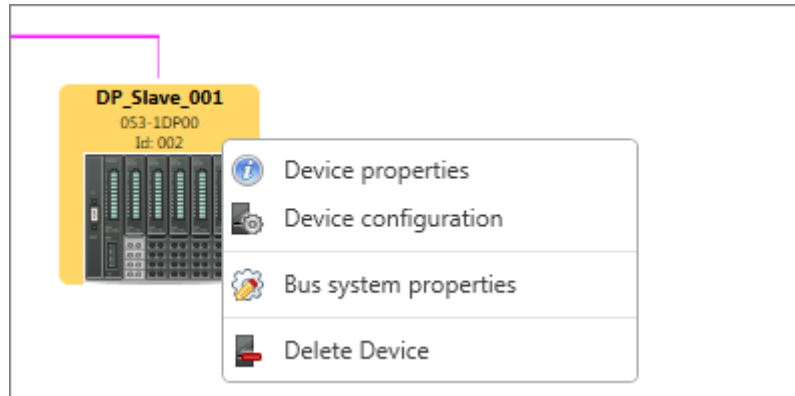 DP_Slave_001
053-1DP00
Id: 002
Device properties
Device configuration
Bus system properties
Delete Device